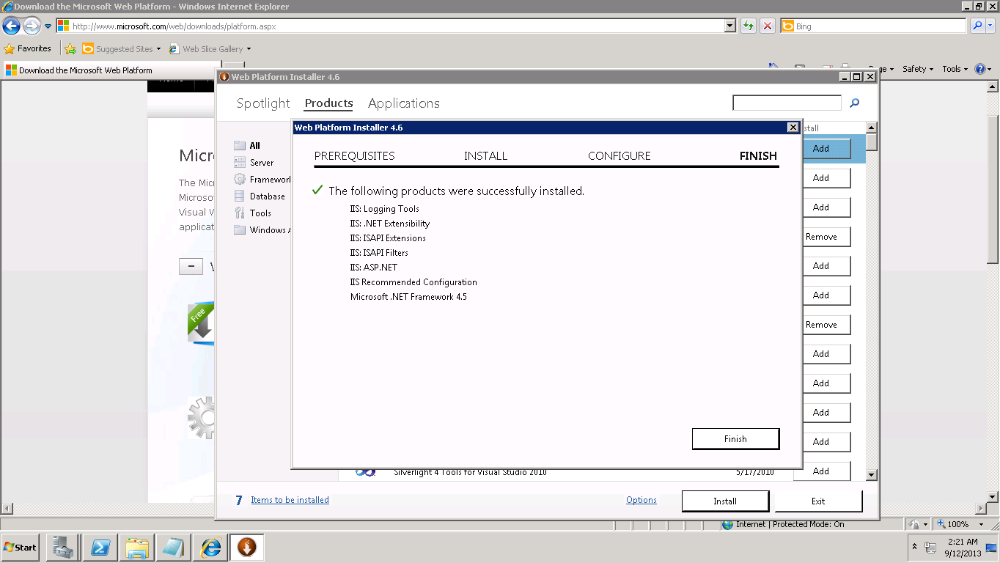 Download the Microsoft Web Platform - Windows Internet Explorer
http://www.microsoft.com/web/downloads/platform.aspx
Bing
Favorites
Suggested Sites
Web Slice Gallery
Download the Microsoft Web Platform
Safety
Tools
Web Platform Installer 4.6
Spotlight
Products
Applications
All
Server
Database
Tools
Windows
Web Platform Installer 4.6
PREREQUISITES
INSTALL
CONFIGURE
FINISH
The following products were successfully installed.
IIS: Logging Tools
IIS: .NET Extensibility
IIS: ISAPI Extensions
IIS: ISAPI Filters
IIS: ASP.NET
IIS Recommended Configuration
Microsoft .NET Framework 4.5
Finish
Add
Add
Add
Remove
Add
Add
Remove
Add
Add
Add
Add
Add
The
Visual
Free
Silverlight 4 Tools for Visual Studio 2010
5/17/2010
7 Items to be installed
Options
Install
Exit
Internet | Protected Mode: On
100%
Start
2:21 AM
9/12/2013